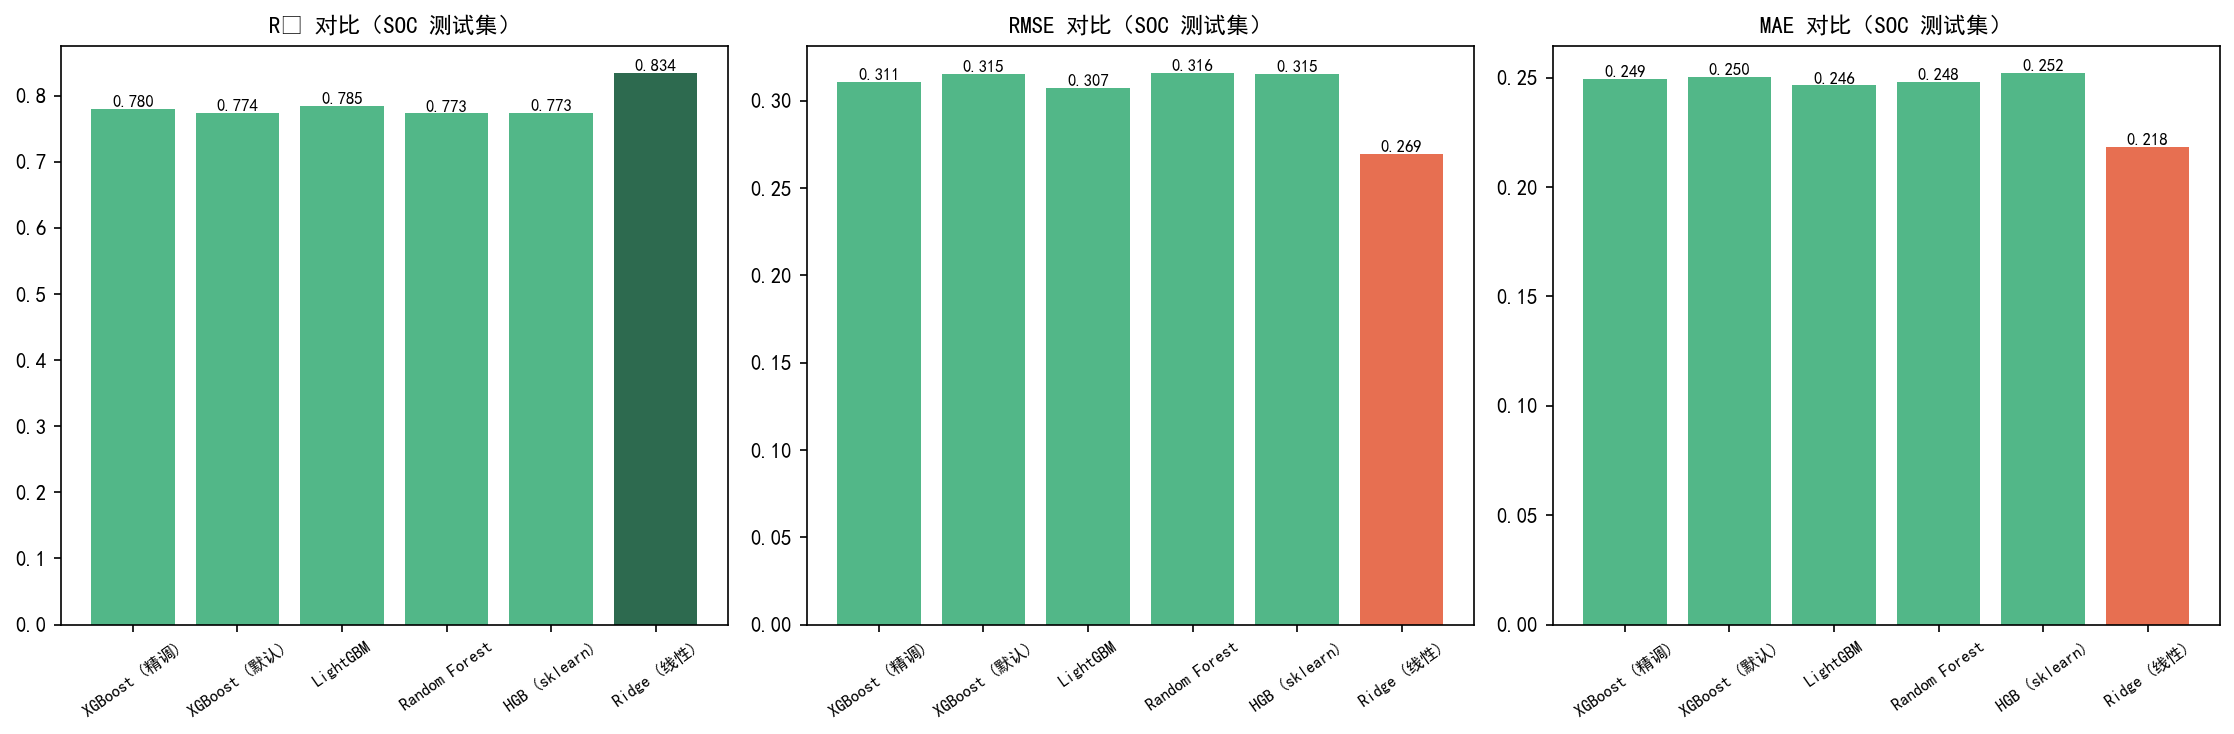 R□ 对比（SOC 测试集）
0.780
0.774
0.785
0.773
0.773
0.834
0.8
0.7
0.6
0.5
0.4
0.3
0.2
0.1
0.0
XGBoost (精调)
XGBoost (默认)
LightGBM
Random Forest
HGB (sklearn)
Ridge (线性)
RMSE 对比（SOC 测试集）
0.311
0.315
0.307
0.316
0.315
0.269
0.30
0.25
0.20
0.15
0.10
0.05
0.00
XGBoost (精调)
XGBoost (默认)
LightGBM
Random Forest
HGB (sklearn)
Ridge (线性)
MAE 对比（SOC 测试集）
0.249
0.250
0.246
0.248
0.252
0.218
0.25
0.20
0.15
0.10
0.05
0.00
XGBoost (精调)
XGBoost (默认)
LightGBM
Random Forest
HGB (sklearn)
Ridge (线性)